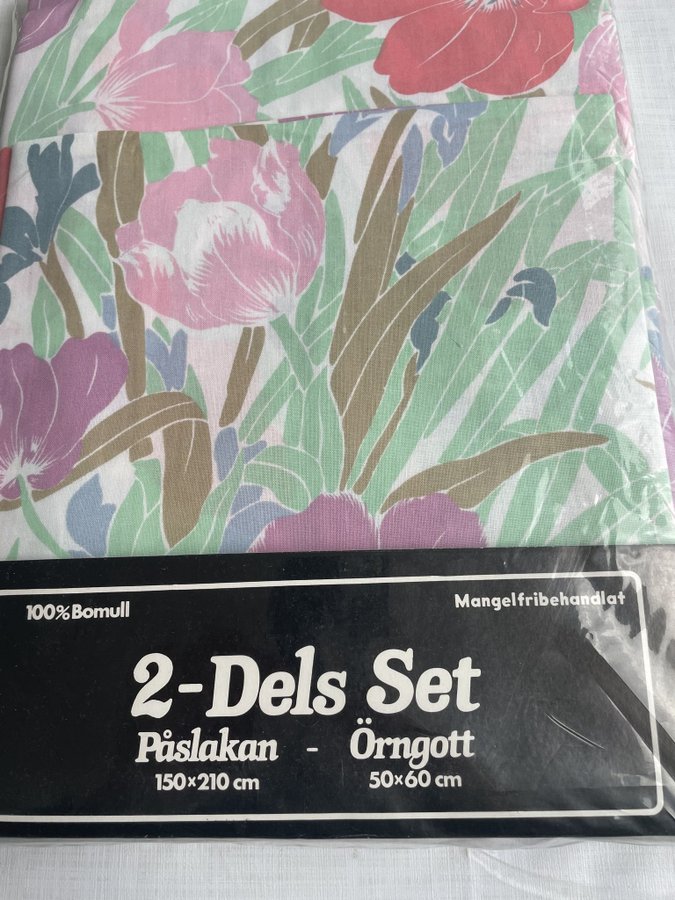 100% Bomull
Mangelfribehandlat
2-Dels Set
Påslakan - Örngott
150×210 cm 50×60 cm